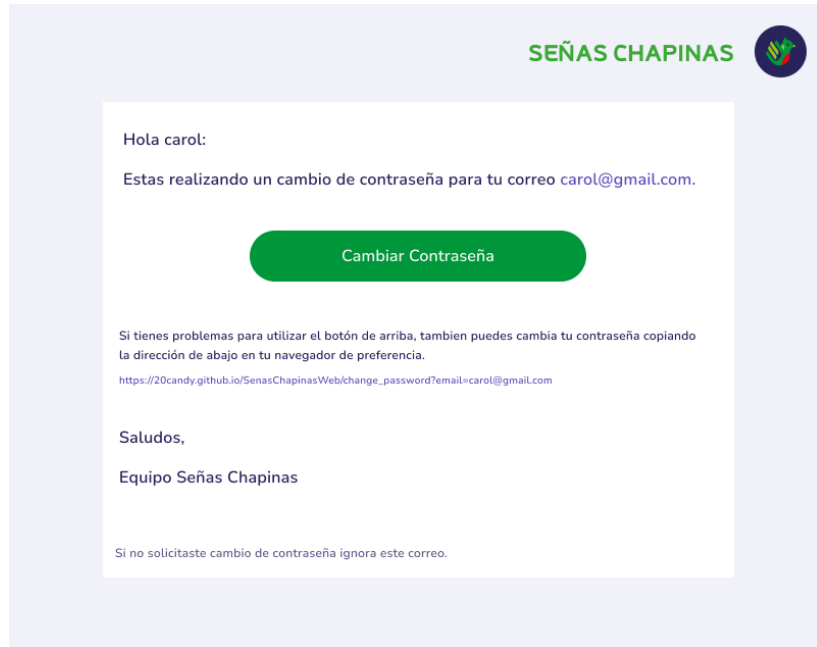 SEÑAS CHAPINAS
Hola carol:
Estas realizando un cambio de contraseña para tu correo carol@gmail.com.
Cambiar Contraseña
Si tienes problemas para utilizar el botón de arriba, tambien puedes cambia tu contraseña copiando
la dirección de abajo en tu navegador de preferencia.
https://20candy.github.io/SenasChapinasWeb/change_password?email=carol@gmail.com
Saludos,
Equipo Señas Chapinas
Si no solicitaste cambio de contraseña ignora este correo.